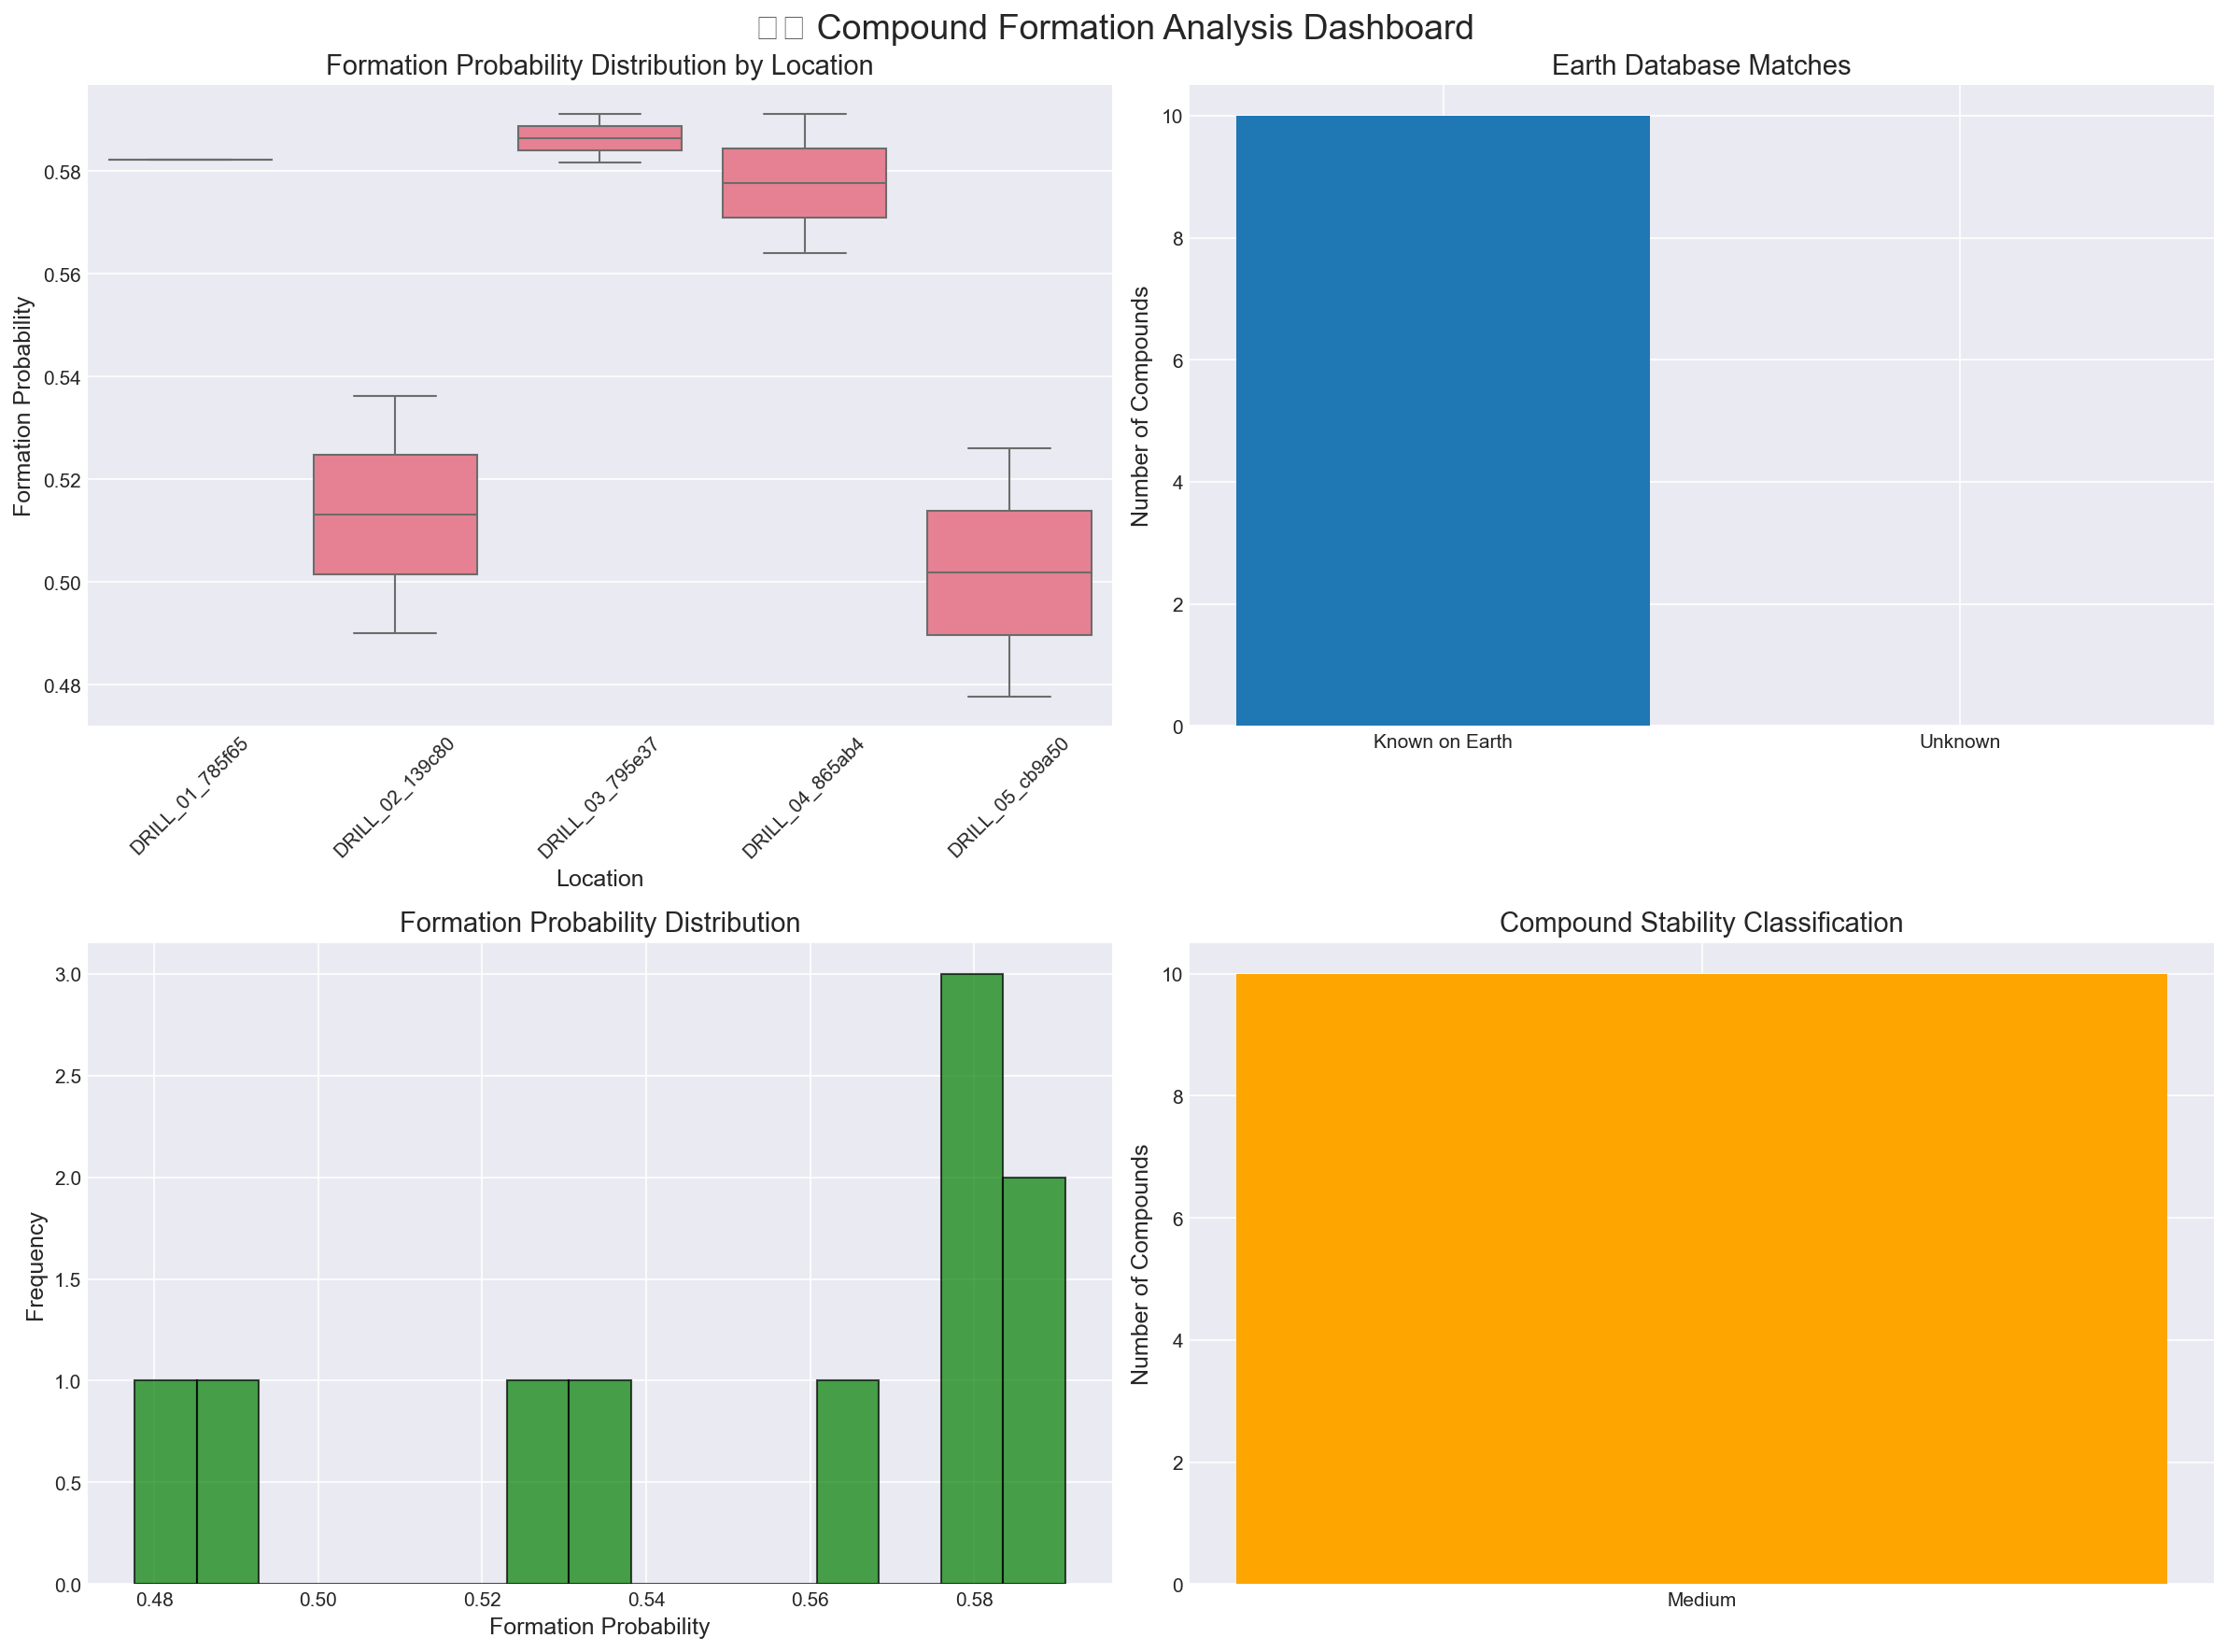 Compound Formation Analysis Dashboard
Formation Probability Distribution by Location
Formation Probability
0.58
0.56
0.54
0.52
0.50
0.48
DRILL_01_785f65
DRILL_02_139c80
DRILL_03_795e37
DRILL_04_865ab4
DRILL_05_cb9a50
Location
Earth Database Matches
Number of Compounds
10
8
6
4
2
0
Known on Earth
Unknown
Formation Probability Distribution
Frequency
3.0
2.5
2.0
1.5
1.0
0.5
0.0
0.48
0.50
0.52
0.54
0.56
0.58
Formation Probability
Compound Stability Classification
Number of Compounds
10
8
6
4
2
0
Medium